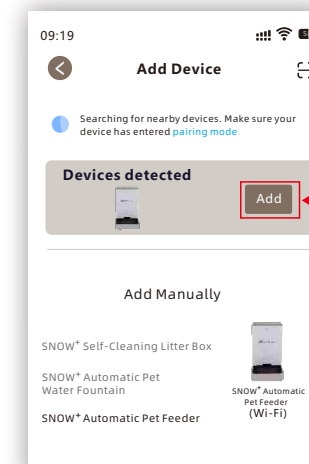 09:19
Add Device
Searching for nearby devices. Make sure your
device has entered pairing mode.
Devices detected
Add
Add Manually
SNOW⁺ Self-Cleaning Litter Box
SNOW⁺ Automatic Pet
Water Fountain
SNOW⁺ Automatic Pet Feeder
SNOW⁺ Automatic
Pet Feeder
(Wi-Fi)